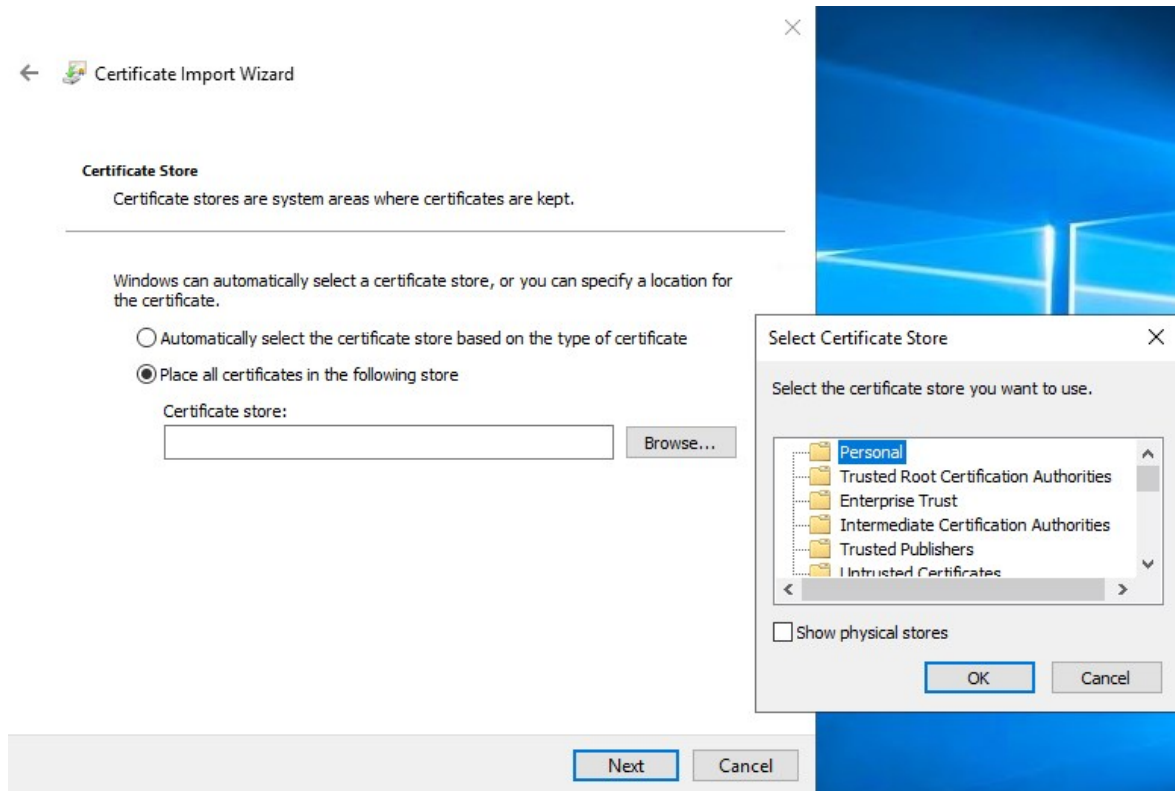 Certificate Import Wizard
Certificate Store
Certificate stores are system areas where certificates are kept.
Windows can automatically select a certificate store, or you can specify a location for
the certificate.
Automatically select the certificate store based on the type of certificate
Place all certificates in the following store
Certificate store:
Browse...
Next
Cancel
Select Certificate Store
Select the certificate store you want to use.
Personal
Trusted Root Certification Authorities
Enterprise Trust
Intermediate Certification Authorities
Trusted Publishers
Untrusted Certificates
Show physical stores
OK
Cancel